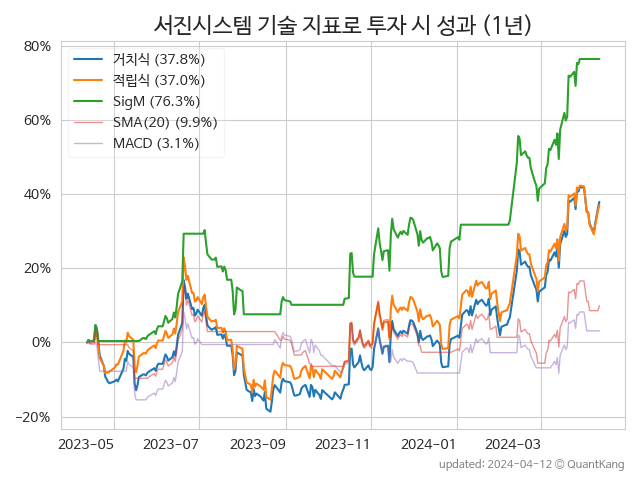 서진시스템 기술 지표로 투자 시 성과 (1년)
80%
60%
40%
20%
0%
−20%
거치식 (37.8%)
적립식 (37.0%)
SigM (76.3%)
SMA(20) (9.9%)
MACD (3.1%)
2023-05
2023-07
2023-09
2023-11
2024-01
2024-03
updated: 2024-04-12 © QuantKang